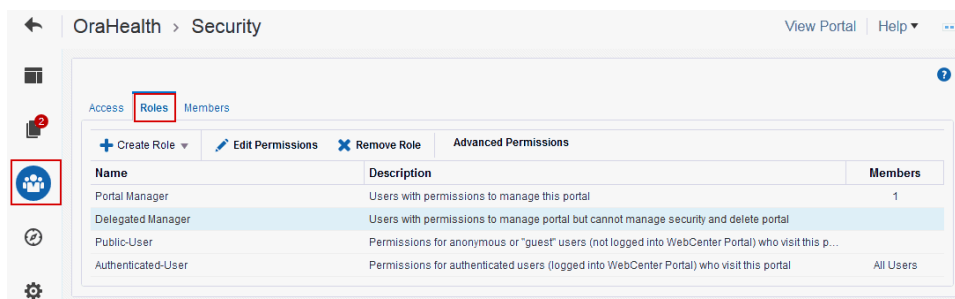 OraHealth > Security
View Portal
Help
Access
Roles
Members
2
Create Role
Edit Permissions
Remove Role
Advanced Permissions
Name Description Members
Portal Manager Users with permissions to manage this portal 1
Delegated Manager Users with permissions to manage portal but cannot manage security and delete portal
Public-User Permissions for anonymous or "guest" users (not logged into WebCenter Portal) who visit this p...
Authenticated-User Permissions for authenticated users (logged into WebCenter Portal) who visit this portal All Users